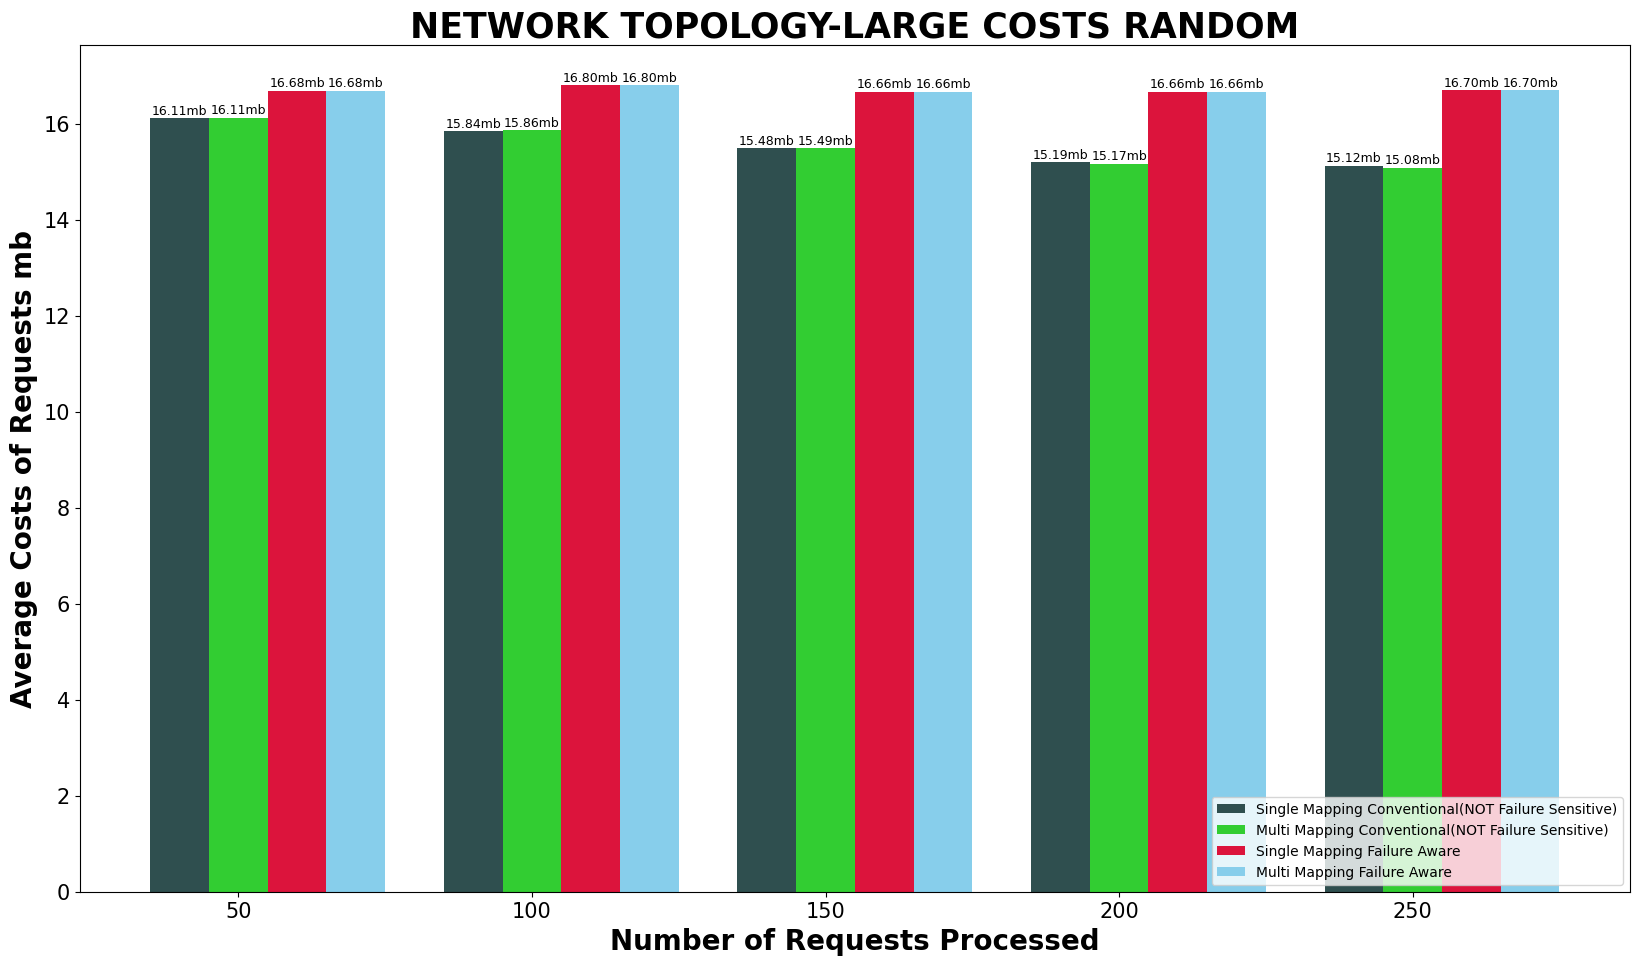 NETWORK TOPOLOGY-LARGE COSTS RANDOM
Average Costs of Requests mb
16
14
12
10
8
6
4
2
0
16.11mb 16.11mb 16.68mb 16.68mb
15.84mb 15.86mb 16.80mb 16.80mb
15.48mb 15.49mb 16.66mb 16.66mb
15.19mb 15.17mb 16.66mb 16.66mb
15.12mb 15.08mb 16.70mb 16.70mb
Single Mapping Conventional(NOT Failure Sensitive)
Multi Mapping Conventional(NOT Failure Sensitive)
Single Mapping Failure Aware
Multi Mapping Failure Aware
50 100 150 200 250
Number of Requests Processed